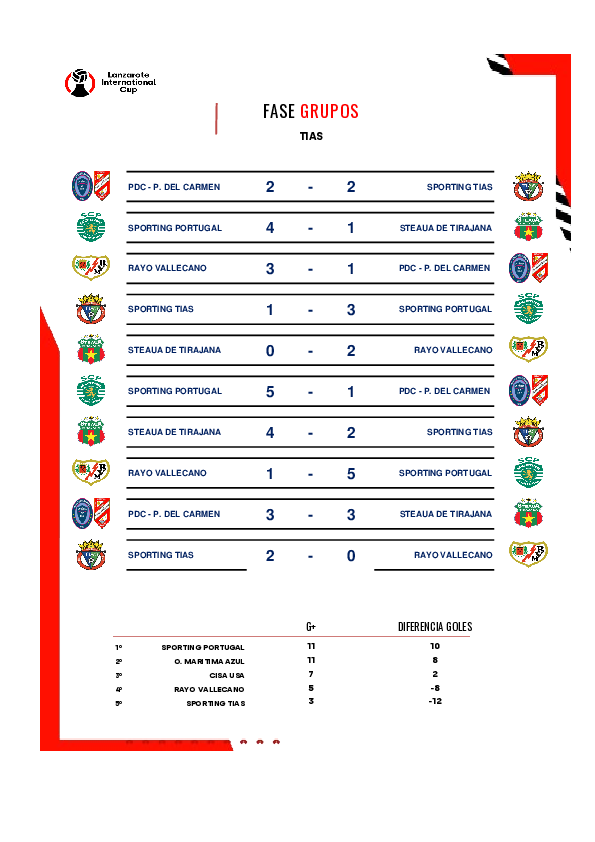 Lanzarote
International
Cup
FASE GRUPOS
TIAS
PDC - P. DEL CARMEN 2 - 2 SPORTING TIAS
SPORTING PORTUGAL 4 - 1 STEAUA DE TIRAJANA
RAYO VALLECANO 3 - 1 PDC - P. DEL CARMEN
SPORTING TIAS 1 - 3 SPORTING PORTUGAL
STEAUA DE TIRAJANA 0 - 2 RAYO VALLECANO
SPORTING PORTUGAL 5 - 1 PDC - P. DEL CARMEN
STEAUA DE TIRAJANA 4 - 2 SPORTING TIAS
RAYO VALLECANO 1 - 5 SPORTING PORTUGAL
PDC - P. DEL CARMEN 3 - 3 STEAUA DE TIRAJANA
SPORTING TIAS 2 - 0 RAYO VALLECANO
G+ DIFERENCIA GOLES
1º SPORTING PORTUGAL 11 10
2º O. MARITIMA AZUL 11 8
3º CISA USA 7 2
4º RAYO VALLECANO 5 -8
5º SPORTING TIAS 3 -12